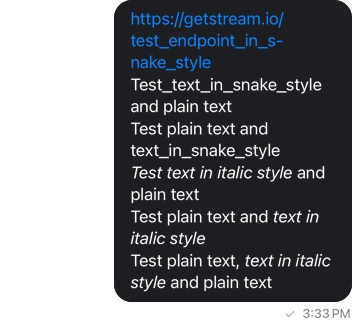 https://getstream.io/
test_endpoint_in_s-
nake_style
Test_text_in_snake_style
and plain text
Test plain text and
text_in_snake_style
Test text in italic style and
plain text
Test plain text and text in
italic style
Test plain text, text in italic
style and plain text
3:33 PM